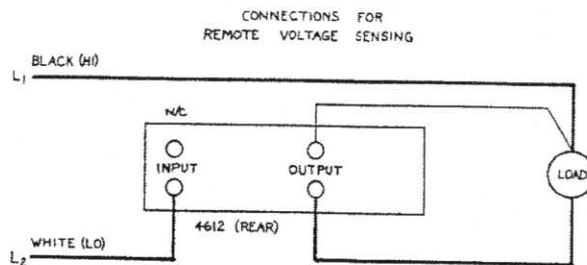 CONNECTIONS FOR
REMOTE VOLTAGE SENSING
BLACK (HI)
L1
N/C
INPUT
OUTPUT
LOAD
4612 (REAR)
WHITE (LO)
L2